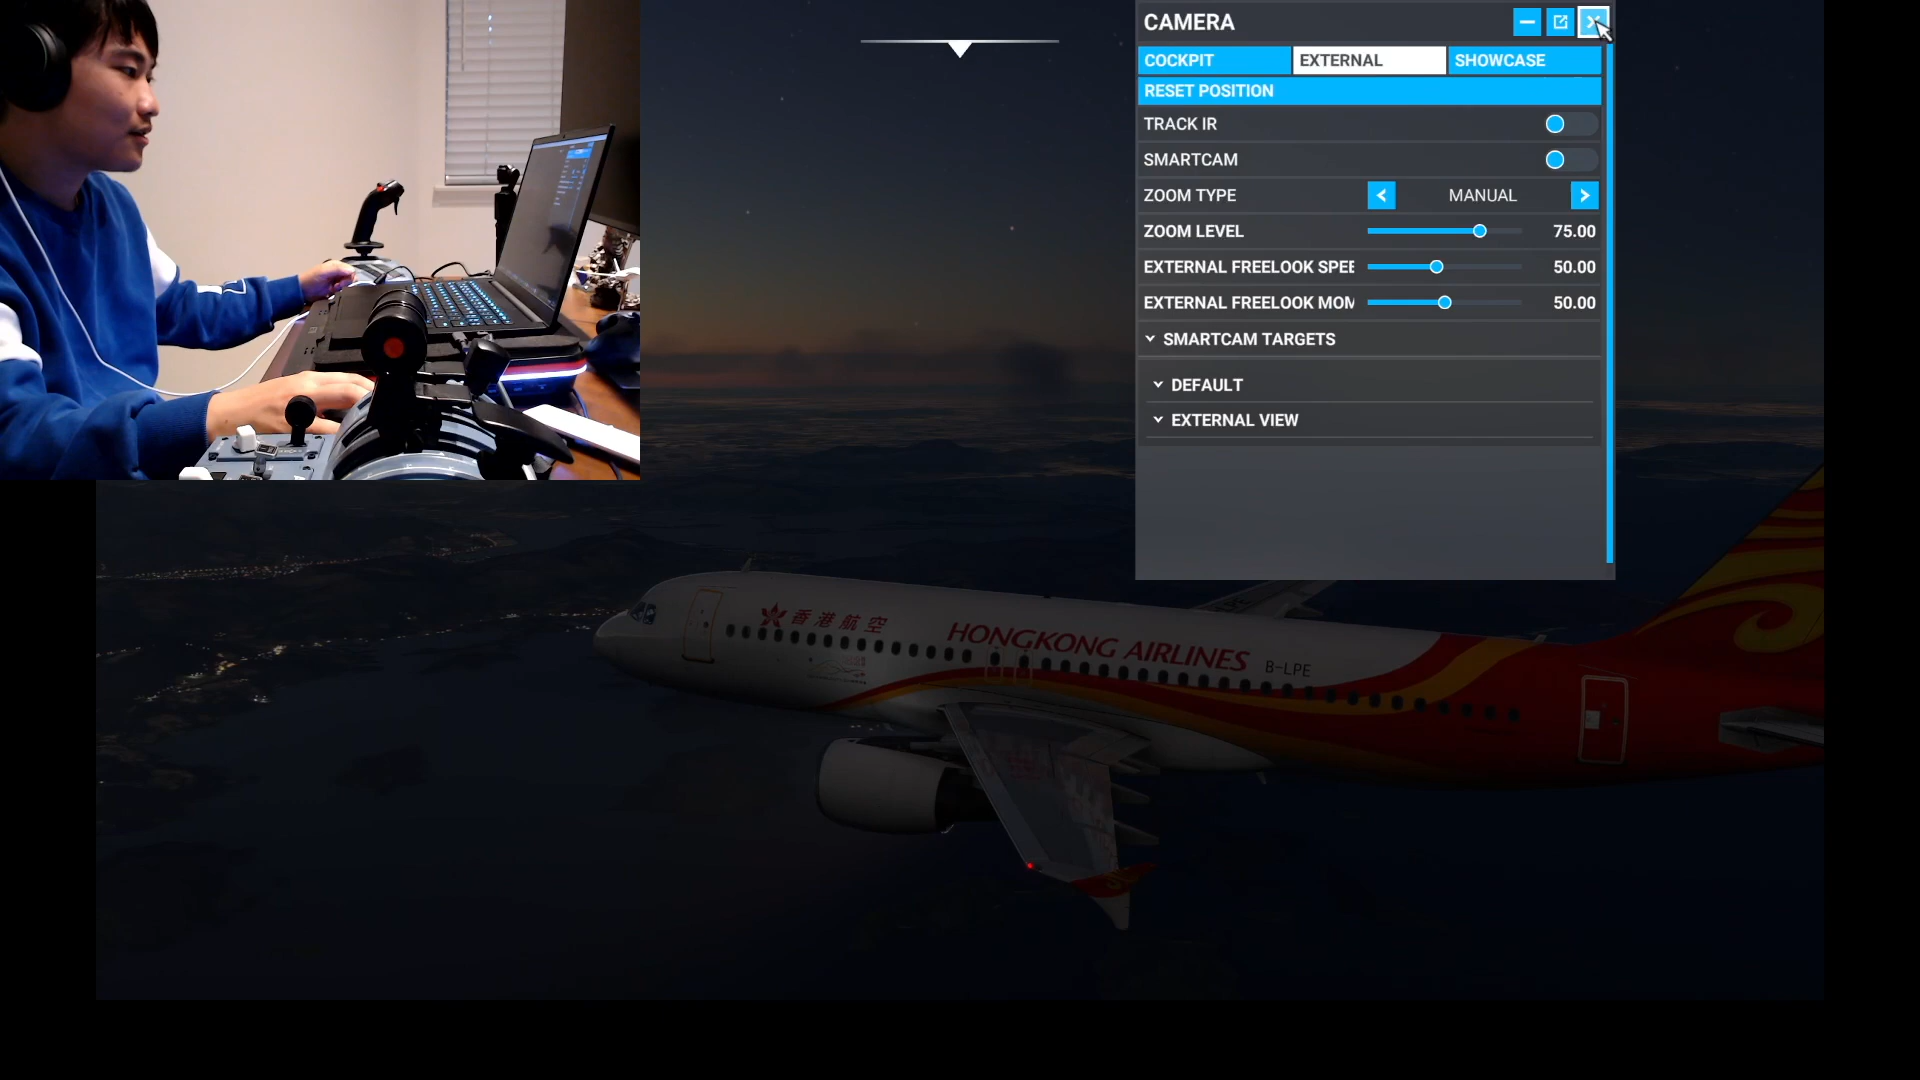 CAMERA
COCKPIT
EXTERNAL
SHOWCASE
RESET POSITION
TRACK IR
SMARTCAM
ZOOM TYPE
MANUAL
ZOOM LEVEL
75.00
EXTERNAL FREELOOK SPEE
50.00
EXTERNAL FREELOOK MOM
50.00
SMARTCAM TARGETS
DEFAULT
EXTERNAL VIEW
香港航空
HONGKONG AIRLINES
B-LPE